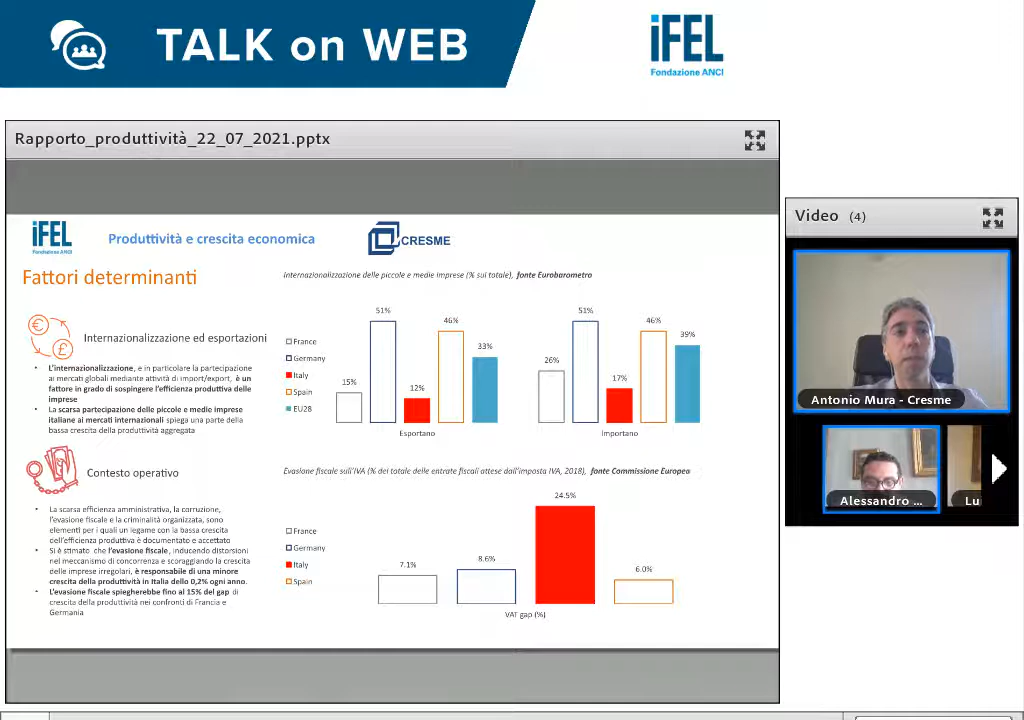 TALK on WEB
iFEL
Fondazione ANCI
Rapporto_produttività_22_07_2021.pptx
Video (4)
iFEL
Fondazione ANCI
Produttività e crescita economica
CRESME
Fattori determinanti
Internazionalizzazione delle piccole e medie imprese (% sul totale), fonte Eurobarometro
Internazionalizzazione ed esportazioni
• L'internazionalizzazione, e in particolare la partecipazione
ai mercati globali mediante attività di import/export, è un
fattore in grado di sospingere l'efficienza produttiva delle
imprese
• La scarsa partecipazione delle piccole e medie imprese
italiane ai mercati internazionali spiega una parte della
bassa crescita della produttività aggregata
France
Germany
Italy
Spain
EU28
15%
51%
12%
46%
33%
Esportano
26%
51%
17%
46%
39%
Importano
Contesto operativo
• La scarsa efficienza amministrativa, la corruzione,
l'evasione fiscale e la criminalità organizzata, sono
elementi per i quali un legame con la bassa crescita
dell'efficienza produttiva è documentato e accettato
• Si è stimato che l'evasione fiscale, inducendo distorsioni
nel meccanismo di concorrenza e scoraggiando la crescita
delle imprese irregolari, è responsabile di una minore
crescita della produttività in Italia dello 0,2% ogni anno.
• L'evasione fiscale spiegherebbe fino al 15% del gap di
crescita della produttività nei confronti di Francia e
Germania
Evasione fiscale sull'IVA (% del totale delle entrate fiscali attese dall'imposta IVA, 2018), fonte Commissione Europea
France
Germany
Italy
Spain
7.1%
8.6%
24.5%
6.0%
VAT gap (%)
Antonio Mura - Cresme
Alessandro ...
Lu